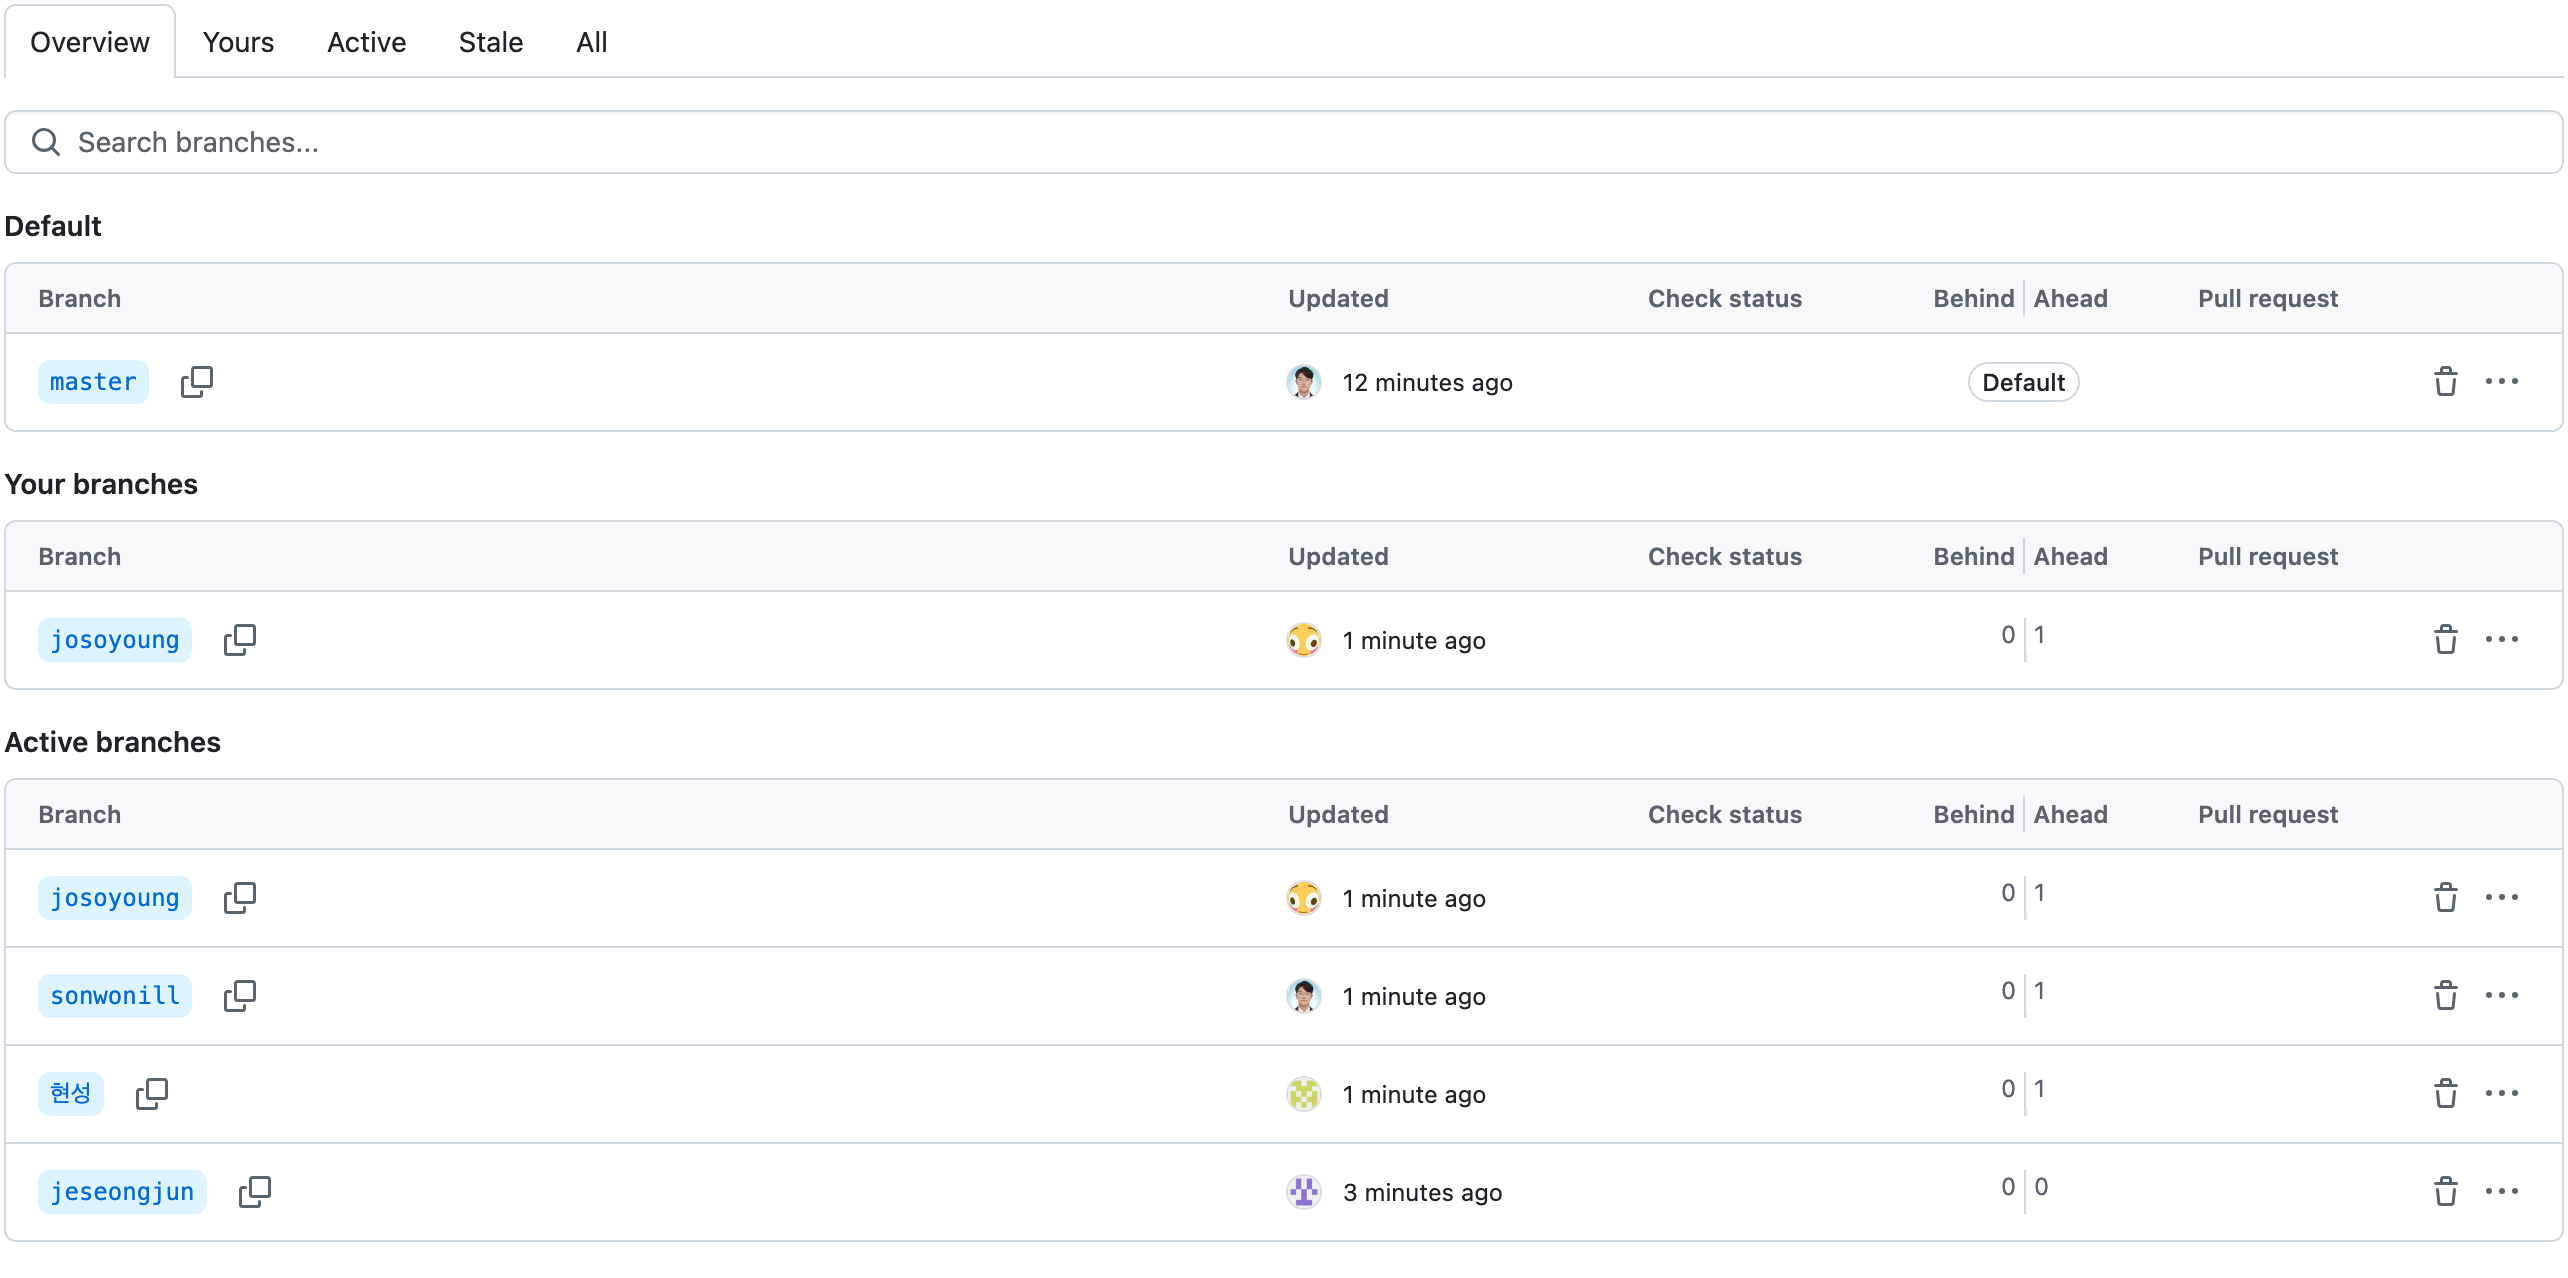 Overview Yours Active Stale All
Search branches...
Default
Branch Updated Check status Behind Ahead Pull request
master 12 minutes ago Default
Your branches
Branch Updated Check status Behind Ahead Pull request
josoyoung 1 minute ago 0 1
Active branches
Branch Updated Check status Behind Ahead Pull request
josoyoung 1 minute ago 0 1
sonwonill 1 minute ago 0 1
현성 1 minute ago 0 1
jeseongjun 3 minutes ago 0 0